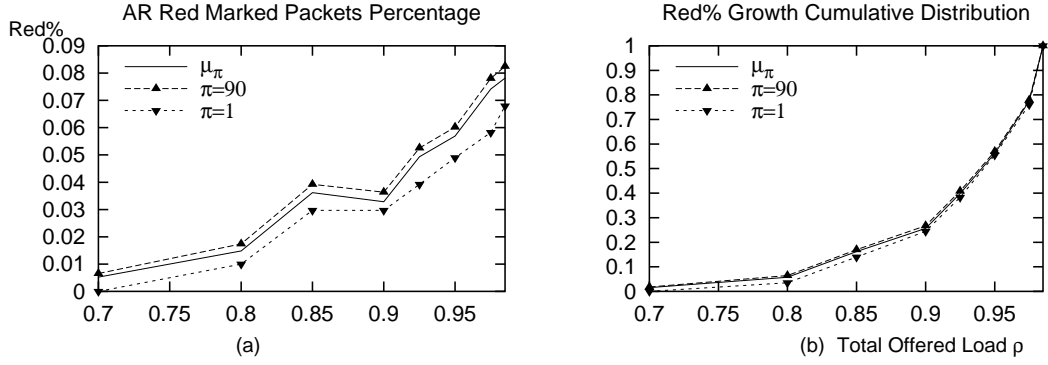 AR Red Marked Packets Percentage
Red%
0.09
0.08
0.07
0.06
0.05
0.04
0.03
0.02
0.01
0
μπ
π=90
π=1
0.7 0.75 0.8 0.85 0.9 0.95
(a)
Red% Growth Cumulative Distribution
1
0.9
0.8
0.7
0.6
0.5
0.4
0.3
0.2
0.1
0
μπ
π=90
π=1
0.7 0.75 0.8 0.85 0.9 0.95
(b) Total Offered Load ρ